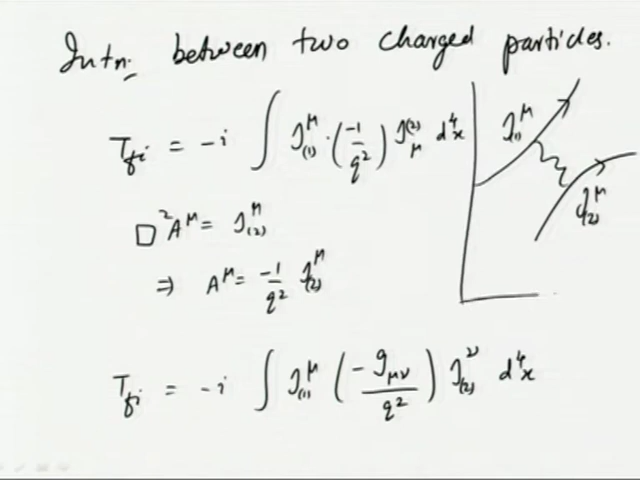 Intn. between two charged particles.
T_fi = -i ∫ J^μ_(1) · (-1/q²) J^(2)_μ d⁴x
J^μ_(1)
J^μ_(2)
□² A^μ = J^μ_(2)
⇒ A^μ = -1/q² J^μ_(2)
T_fi = -i ∫ J^μ_(1) (-g_μν/q²) J^ν_(2) d⁴x